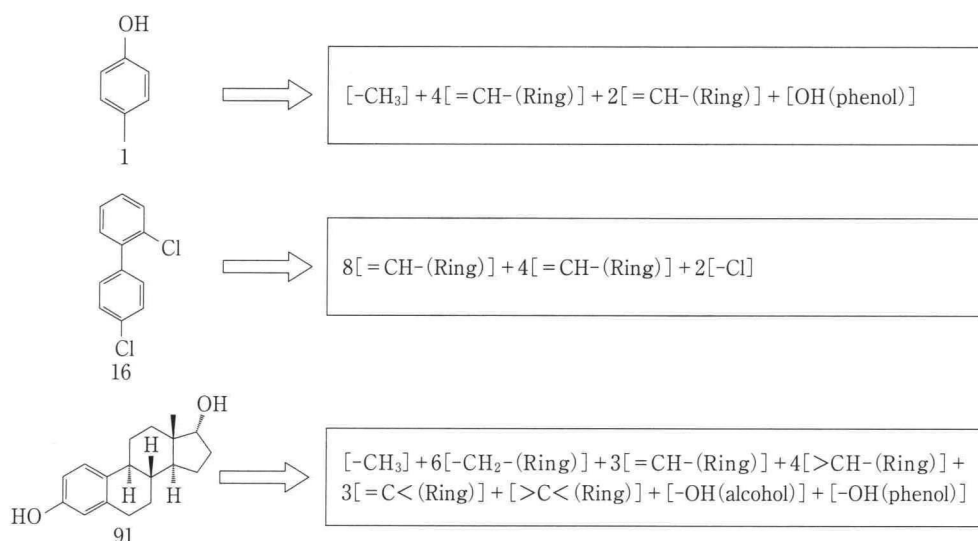 OH
[-CH₃]+4[=CH-(Ring)]+2[=CH-(Ring)]+[OH(phenol)]
1
Cl
8[=CH-(Ring)]+4[=CH-(Ring)]+2[-Cl]
Cl
16
OH
H
H H
HO
[-CH₃]+6[-CH₂-(Ring)]+3[=CH-(Ring)]+4[>CH-(Ring)]+
3[=C<(Ring)]+[>C<(Ring)]+[-OH(alcohol)]+[-OH(phenol)]
91